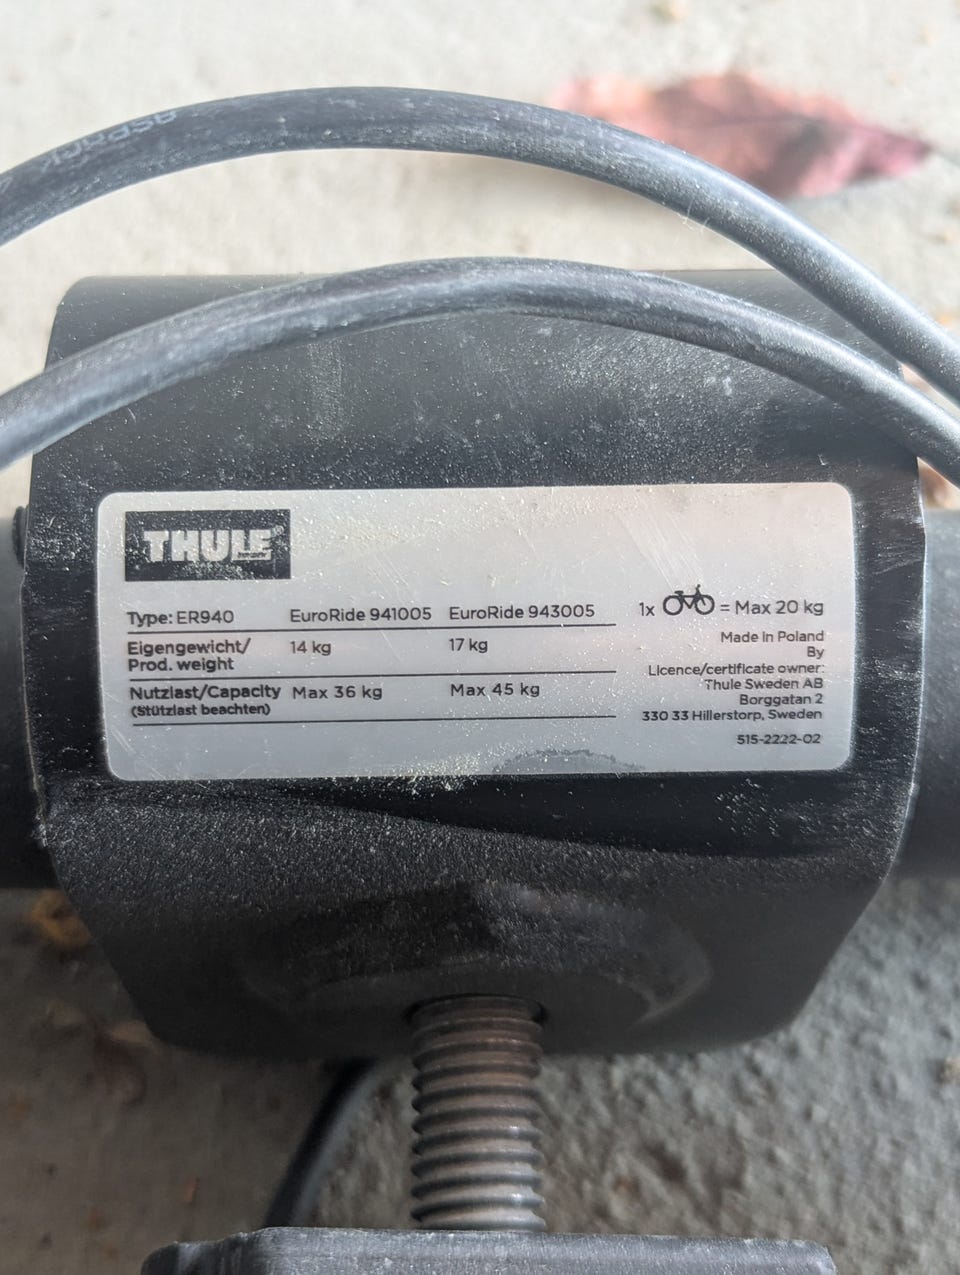 THULE
Type: ER940 EuroRide 941005 EuroRide 943005
Eigengewicht/
Prod. weight 14 kg 17 kg
Nutzlast/Capacity Max 36 kg Max 45 kg
(Stützlast beachten)
1x = Max 20 kg
Made In Poland
By
Licence/certificate owner:
Thule Sweden AB
Borggatan 2
330 33 Hillerstorp, Sweden
515-2222-02